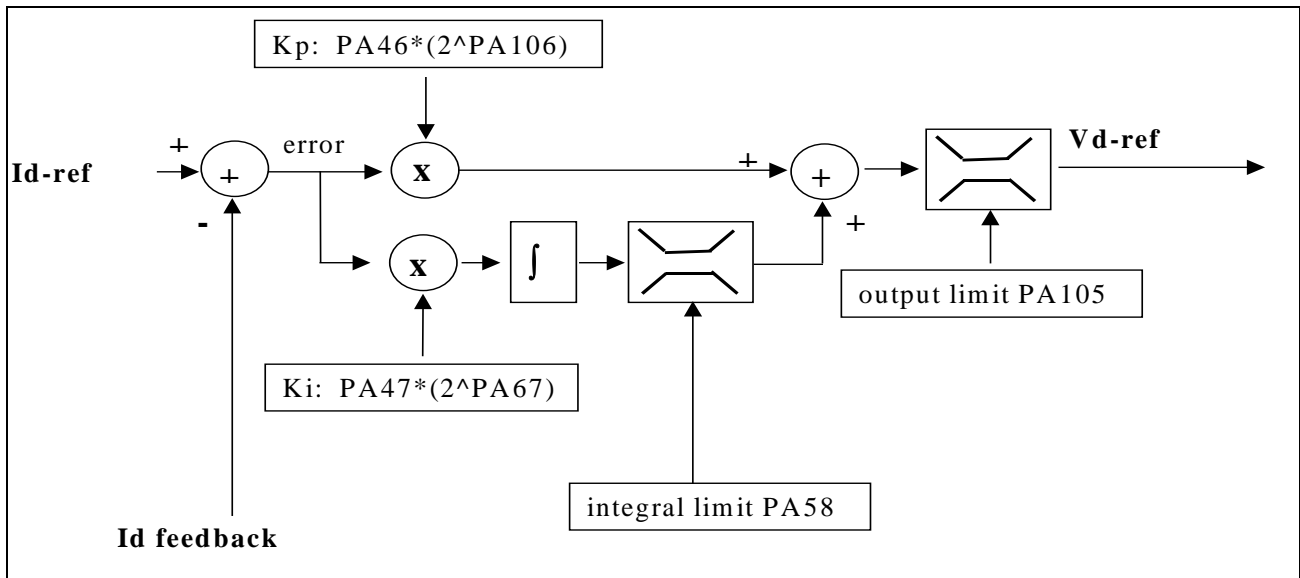 Kp: PA46*(2^PA106)
+
error
+
Vd-ref
Id-ref
+
x
+
-
+
x
∫
output limit PA105
Ki: PA47*(2^PA67)
integral limit PA58
Id feedback